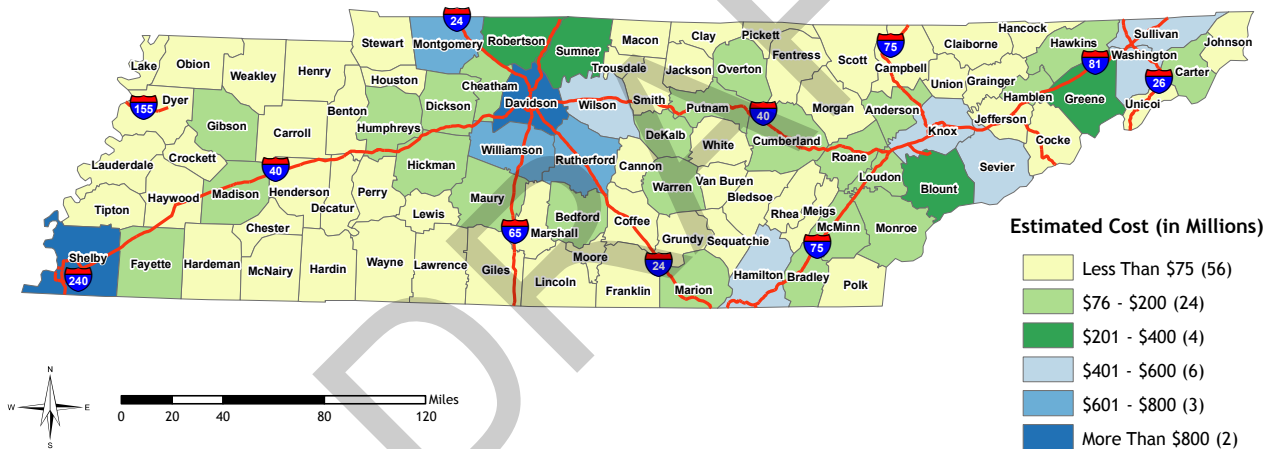 24
Stewart
Montgomery
Robertson
Sumner
Macon
Clay
Pickett
Fentress
Scott
75
Campbell
Claiborne
Hancock
Hawkins
Sullivan
Johnson
Lake
Obion
Weakley
Henry
Houston
Cheatham
Trousdale
Jackson
Overton
Union
Grainger
81
Washington
26
Carter
155
Dyer
Benton
Dickson
Davidson
Wilson
Smith
Putnam
40
Morgan
Anderson
Hamblen
Greene
Unicoi
Gibson
Carroll
Humphreys
DeKalb
White
Cumberland
Knox
Jefferson
Cocke
Lauderdale
Crockett
40
Hickman
Williamson
Rutherford
Cannon
Roane
Loudon
Sevier
Haywood
Madison
Henderson
Perry
Maury
Warren
Van Buren
Bledsoe
Blount
Tipton
Decatur
Lewis
Bedford
Coffee
Rhea
Meigs
Chester
65
Marshall
Grundy
Sequatchie
McMinn
Monroe
Shelby
240
Fayette
Hardeman
McNairy
Hardin
Wayne
Lawrence
Giles
Moore
Lincoln
Franklin
24
Marion
Hamilton
75
Bradley
Polk
Estimated Cost (in Millions)
Less Than $75 (56)
$76 - $200 (24)
$201 - $400 (4)
$401 - $600 (6)
$601 - $800 (3)
More Than $800 (2)
N
W
E
S
Miles
0 20 40 80 120
DRAFT